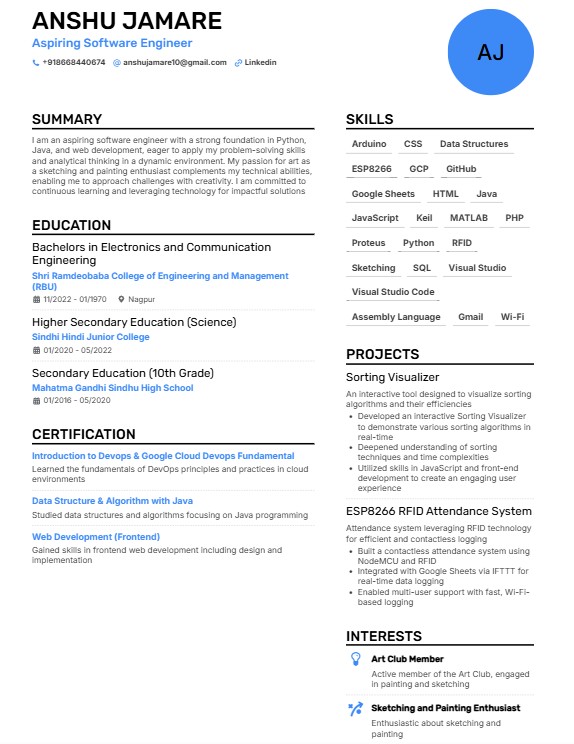 ANSHU JAMARE
Aspiring Software Engineer
+918668440674 anshujamare10@gmail.com Linkedin
AJ
SUMMARY
I am an aspiring software engineer with a strong foundation in Python,
Java, and web development, eager to apply my problem-solving skills
and analytical thinking in a dynamic environment. My passion for art as
a sketching and painting enthusiast complements my technical abilities,
enabling me to approach challenges with creativity. I am committed to
continuous learning and leveraging technology for impactful solutions
EDUCATION
Bachelors in Electronics and Communication
Engineering
Shri Ramdeobaba College of Engineering and Management
(RBU)
11/2022 - 01/1970 Nagpur
Higher Secondary Education (Science)
Sindhi Hindi Junior College
01/2020 - 05/2022
Secondary Education (10th Grade)
Mahatma Gandhi Sindhu High School
01/2016 - 05/2020
CERTIFICATION
Introduction to Devops & Google Cloud Devops Fundamental
Learned the fundamentals of DevOps principles and practices in cloud
environments
Data Structure & Algorithm with Java
Studied data structures and algorithms focusing on Java programming
Web Development (Frontend)
Gained skills in frontend web development including design and
implementation
SKILLS
Arduino CSS Data Structures
ESP8266 GCP GitHub
Google Sheets HTML Java
JavaScript Keil MATLAB PHP
Proteus Python RFID
Sketching SQL Visual Studio
Visual Studio Code
Assembly Language Gmail Wi-Fi
PROJECTS
Sorting Visualizer
An interactive tool designed to visualize sorting
algorithms and their efficiencies
• Developed an interactive Sorting Visualizer
to demonstrate various sorting algorithms in
real-time
• Deepened understanding of sorting
techniques and time complexities
• Utilized skills in JavaScript and front-end
development to create an engaging user
experience
ESP8266 RFID Attendance System
Attendance system leveraging RFID technology
for efficient and contactless logging
• Built a contactless attendance system using
NodeMCU and RFID
• Integrated with Google Sheets via IFTTT for
real-time data logging
• Enabled multi-user support with fast, Wi-Fi-
based logging
INTERESTS
Art Club Member
Active member of the Art Club, engaged
in painting and sketching
Sketching and Painting Enthusiast
Enthusiastic about sketching and
painting